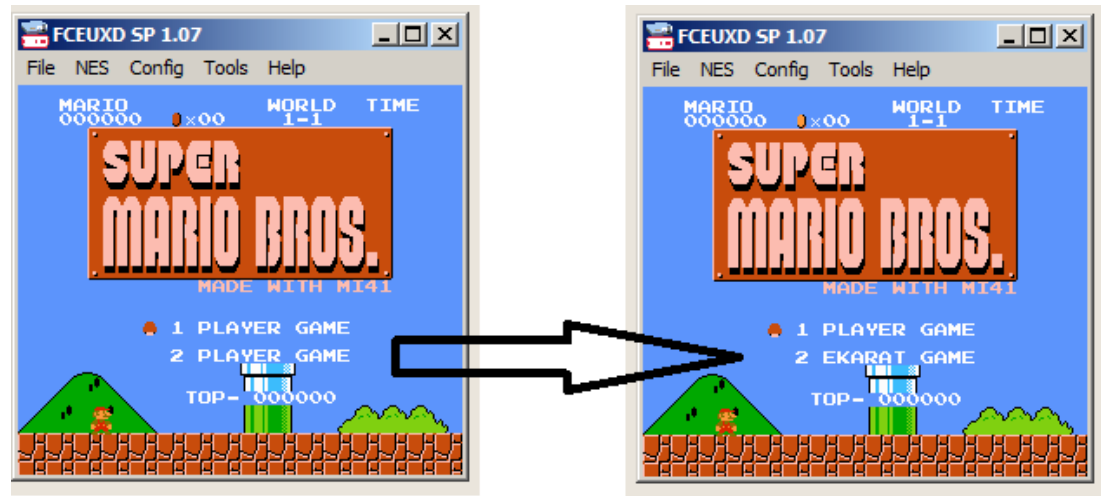 FCEUXD SP 1.07
File NES Config Tools Help
MARIO WORLD TIME
000000 ×00 1-1
SUPER
MARIO BROS.
MADE WITH MI41
1 PLAYER GAME
2 PLAYER GAME
TOP- 000000
FCEUXD SP 1.07
File NES Config Tools Help
MARIO WORLD TIME
000000 ×00 1-1
SUPER
MARIO BROS.
MADE WITH MI41
1 PLAYER GAME
2 EKARAT GAME
TOP- 000000